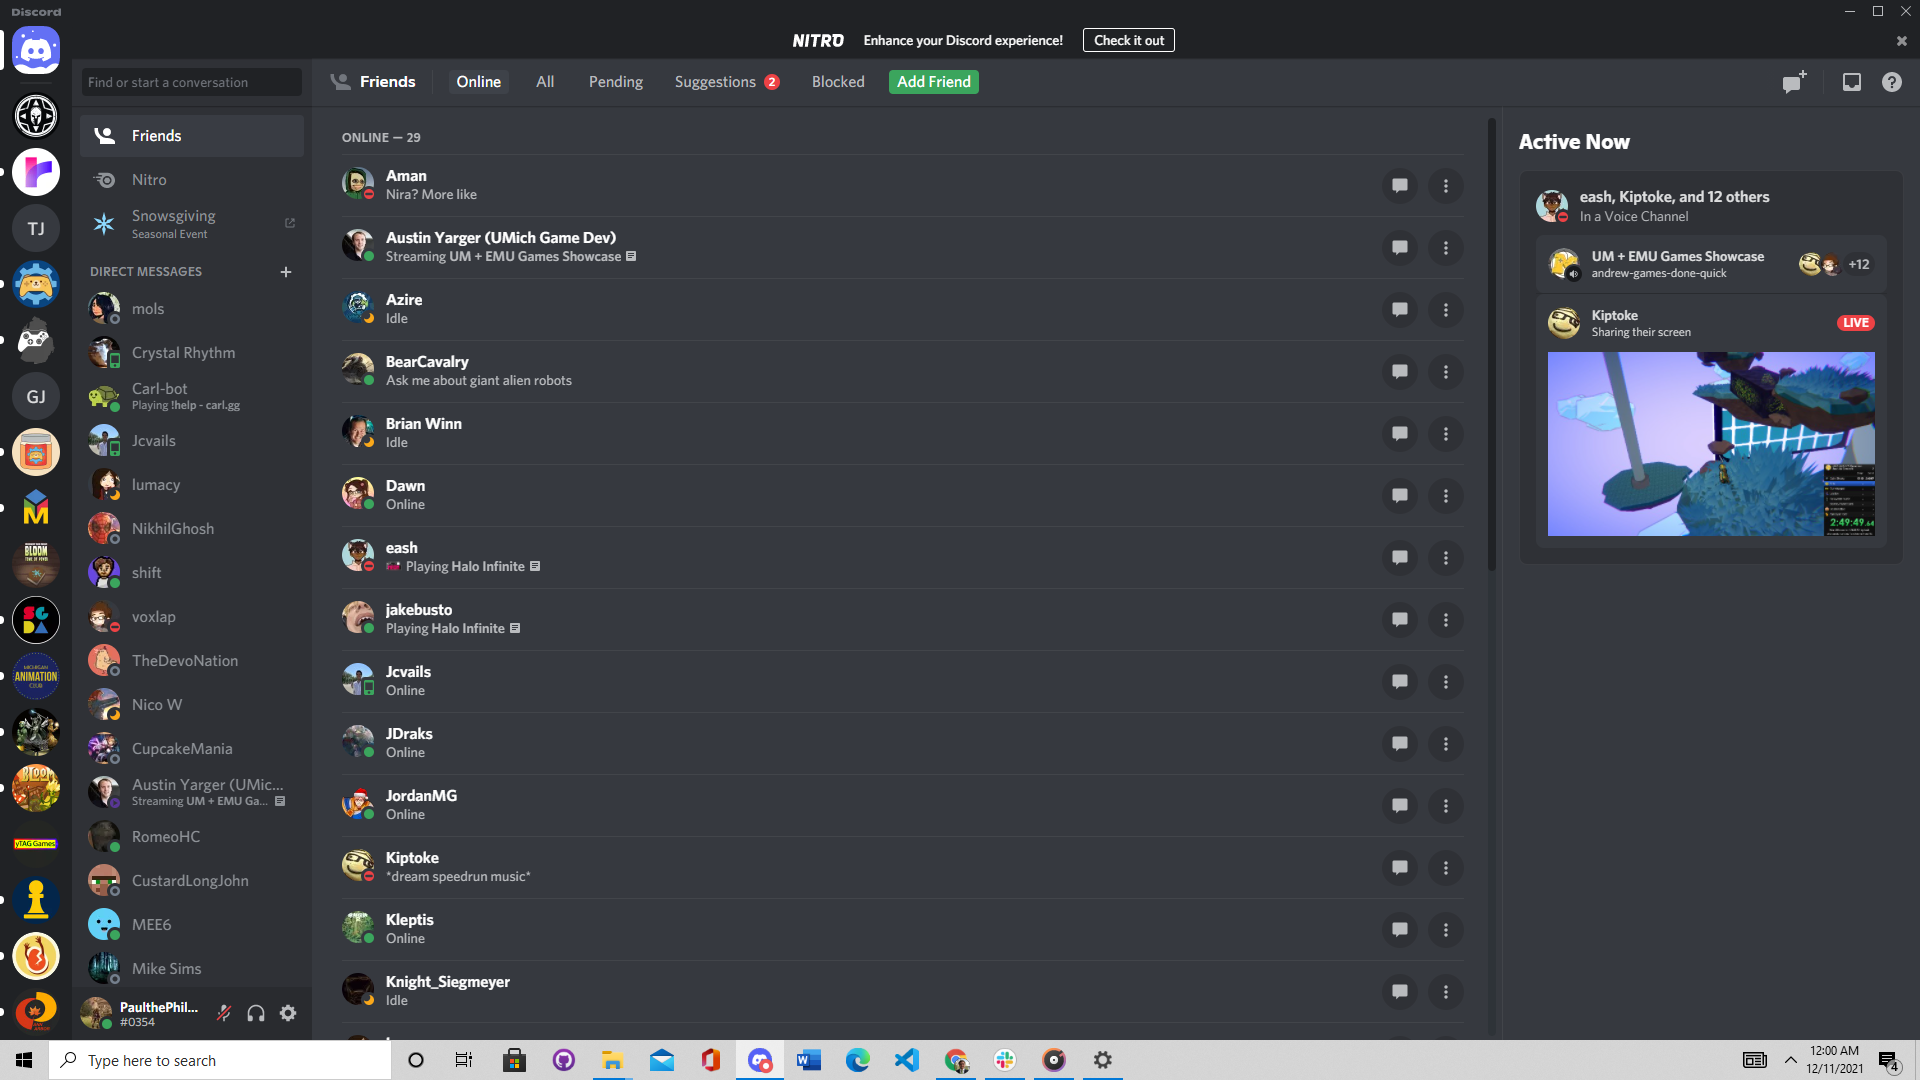 Discord
NITRO Enhance your Discord experience! Check it out
Find or start a conversation
Friends
Online
All
Pending
Suggestions 2
Blocked
Add Friend
TJ
GJ
BLOOM
MICHIGAN
ANIMATION
CLUB
BLOOM
yTAG Games
Friends
Nitro
Snowsgiving
Seasonal Event
DIRECT MESSAGES
mols
Crystal Rhythm
Carl-bot
Playing !help - carl.gg
Jcvails
lumacy
NikhilGhosh
shift
voxlap
TheDevoNation
Nico W
CupcakeMania
Austin Yarger (UMic...
Streaming UM + EMU Ga...
RomeoHC
CustardLongJohn
MEE6
Mike Sims
PaulthePhil...
#0354
ONLINE — 29
Aman
Nira? More like
Austin Yarger (UMich Game Dev)
Streaming UM + EMU Games Showcase
Azire
Idle
BearCavalry
Ask me about giant alien robots
Brian Winn
Idle
Dawn
Online
eash
Playing Halo Infinite
jakebusto
Playing Halo Infinite
Jcvails
Online
JDraks
Online
JordanMG
Online
Kiptoke
*dream speedrun music*
Kleptis
Online
Knight_Siegmeyer
Idle
Active Now
eash, Kiptoke, and 12 others
In a Voice Channel
UM + EMU Games Showcase
andrew-games-done-quick
+12
Kiptoke
Sharing their screen
LIVE
2:49:49.64
Type here to search
12:00 AM
12/11/2021
4